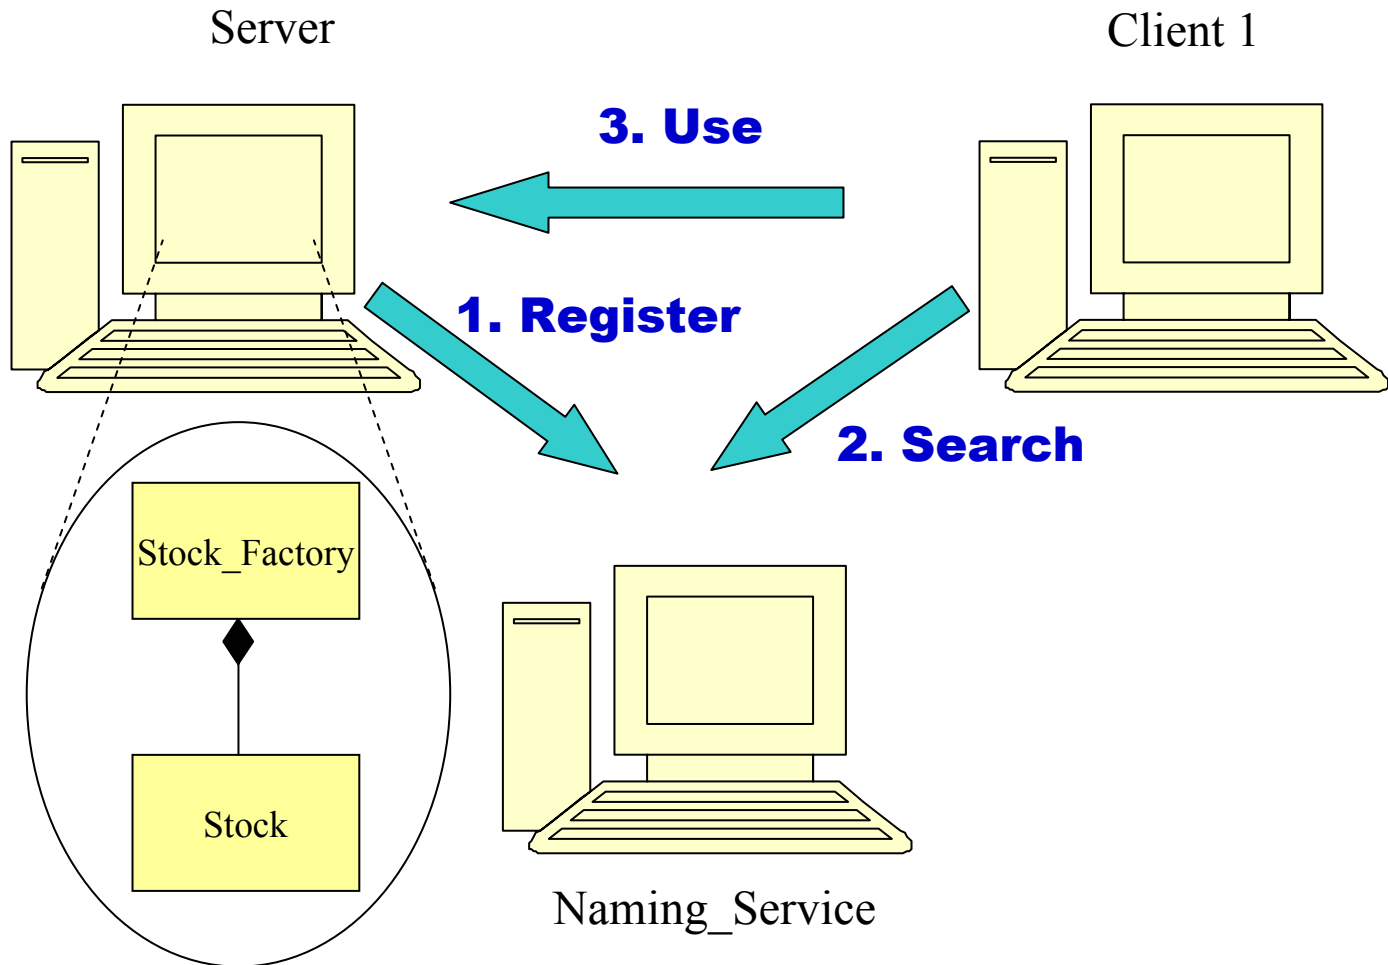 Server
Client 1
3. Use
1. Register
2. Search
Stock_Factory
Stock
Naming_Service